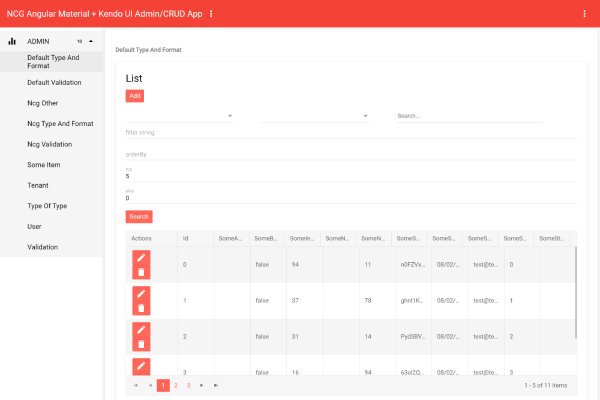 NCG Angular Material + Kendo UI Admin/CRUD App
ADMIN 10
Default Type And
Format
Default Validation
Ncg Other
Ncg Type And Format
Ncg Validation
Some Item
Tenant
Type Of Type
User
Validation
Default Type And Format
List
Add
Search...
filter string
orderBy
top
5
skip
0
Search
Actions Id SomeA... SomeB... SomeIn... SomeN... SomeN... SomeS... SomeS... SomeS... SomeS... SomeSt...
0 false 94 11 n0FZVx... 08/02/... test@te... 0
1 false 37 78 ghnI1K... 08/02/... test@te... 1
2 false 31 14 Pyd3BV... 08/02/... test@te... 2
3 false 16 94 08/02/... test@te... 3
1 2 3 1 - 5 of 11 items